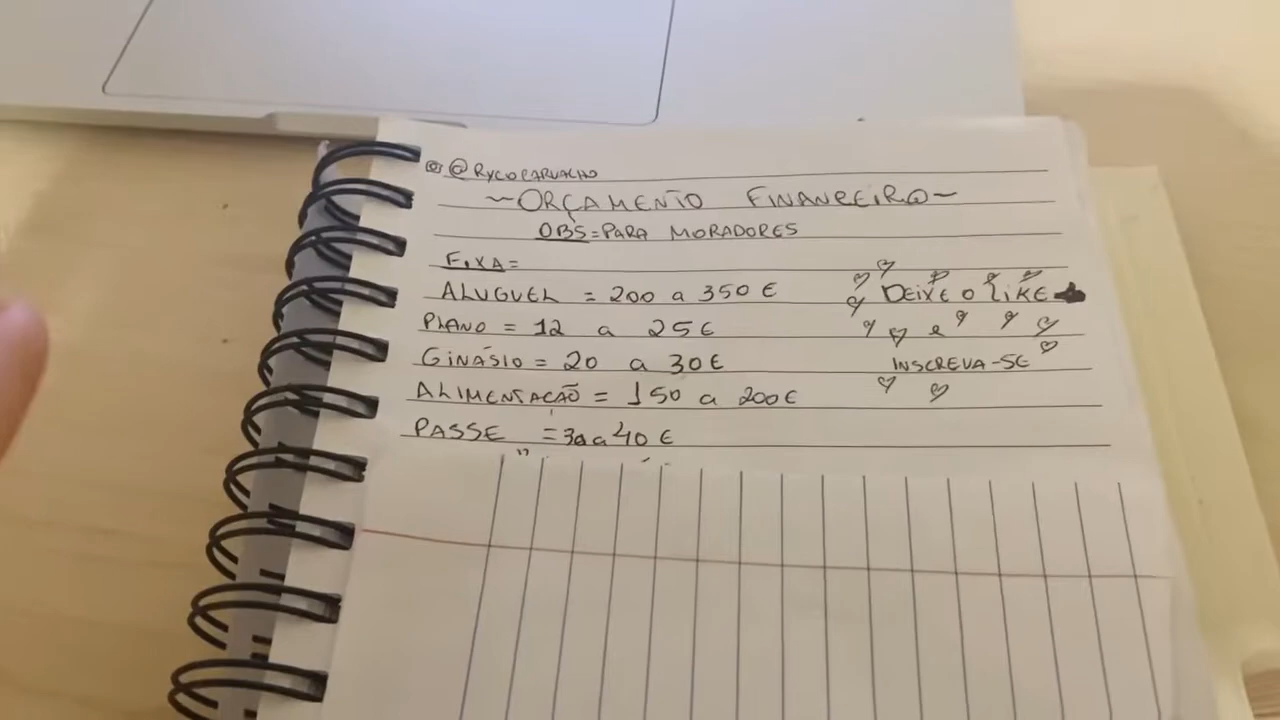 @RYCOCARVALHO
~ORÇAMENTO FINANCEIRO~
OBS=PARA MORADORES
FIXA=
ALUGUEL = 200 a 350 €
DEIXE O LIKE
PLANO = 12 a 25€
e
GINÁSIO = 20 a 30€
INSCREVA-SE
ALIMENTAÇÃO = 150 a 200€
PASSE = 30 a 40 €